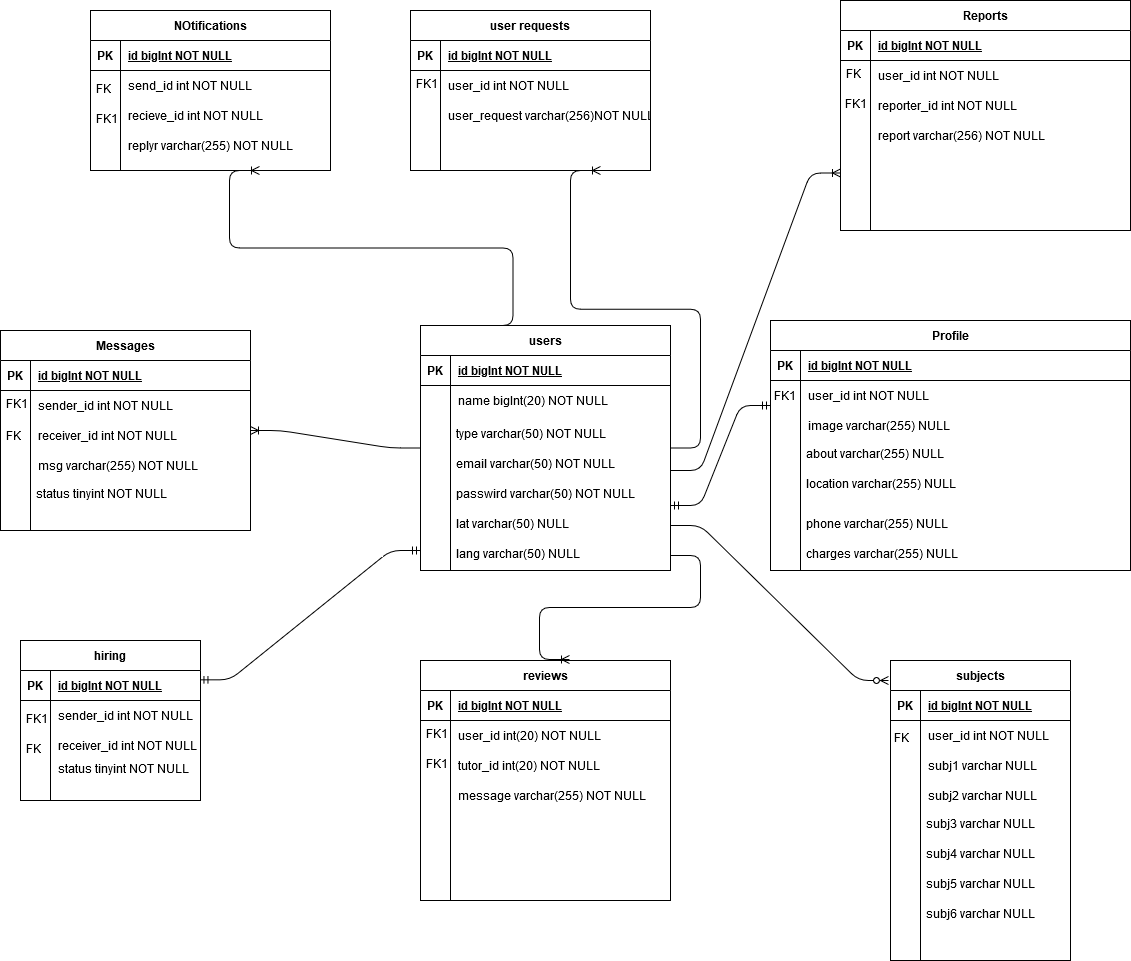 NOtifications
PK id bigInt NOT NULL
FK send_id int NOT NULL
FK1 recieve_id int NOT NULL
replyr varchar(255) NOT NULL
user requests
PK id bigInt NOT NULL
FK1 user_id int NOT NULL
user_request varchar(256)NOT NULL
Reports
PK id bigInt NOT NULL
FK user_id int NOT NULL
FK1 reporter_id int NOT NULL
report varchar(256) NOT NULL
Messages
PK id bigInt NOT NULL
FK1 sender_id int NOT NULL
FK receiver_id int NOT NULL
msg varchar(255) NOT NULL
status tinyint NOT NULL
users
PK id bigInt NOT NULL
name bigInt(20) NOT NULL
type varchar(50) NOT NULL
email varchar(50) NOT NULL
passwird varchar(50) NOT NULL
lat varchar(50) NULL
lang varchar(50) NULL
Profile
PK id bigInt NOT NULL
FK1 user_id int NOT NULL
image varchar(255) NULL
about varchar(255) NULL
location varchar(255) NULL
phone varchar(255) NULL
charges varchar(255) NULL
hiring
PK id bigInt NOT NULL
FK1 sender_id int NOT NULL
FK receiver_id int NOT NULL
status tinyint NOT NULL
reviews
PK id bigInt NOT NULL
FK1 user_id int(20) NOT NULL
FK1 tutor_id int(20) NOT NULL
message varchar(255) NOT NULL
subjects
PK id bigInt NOT NULL
FK user_id int NOT NULL
subj1 varchar NULL
subj2 varchar NULL
subj3 varchar NULL
subj4 varchar NULL
subj5 varchar NULL
subj6 varchar NULL